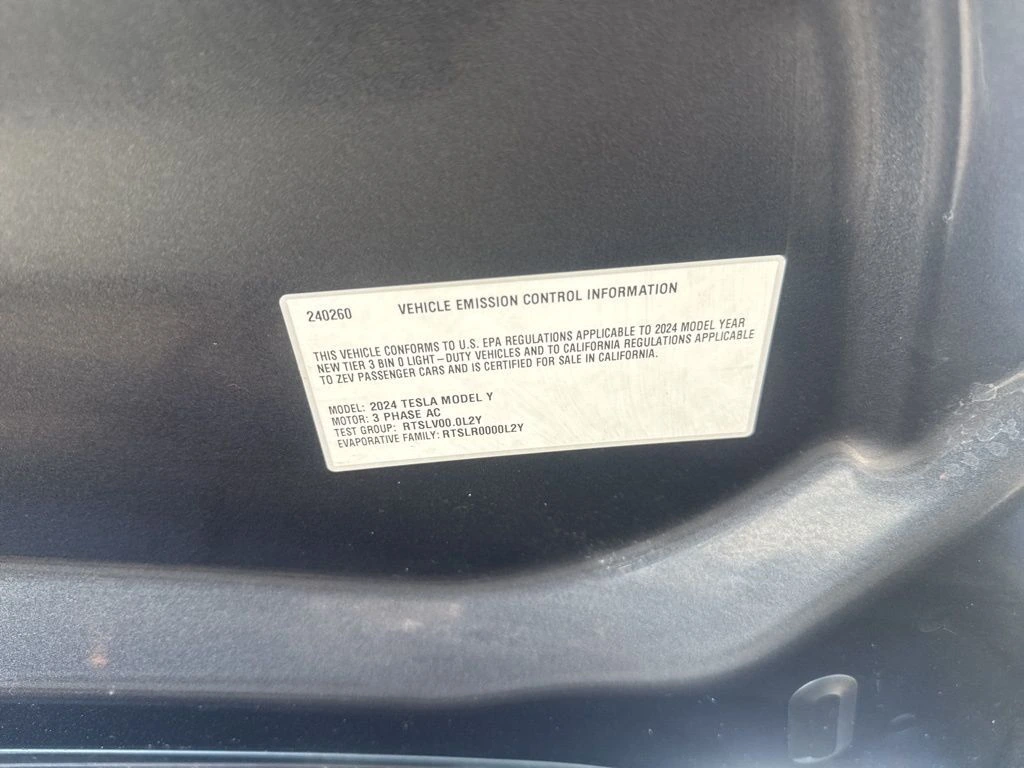 240260 VEHICLE EMISSION CONTROL INFORMATION
THIS VEHICLE CONFORMS TO U.S. EPA REGULATIONS APPLICABLE TO 2024 MODEL YEAR
NEW TIER 3 BIN 0 LIGHT-DUTY VEHICLES AND TO CALIFORNIA REGULATIONS APPLICABLE
TO ZEV PASSENGER CARS AND IS CERTIFIED FOR SALE IN CALIFORNIA.
MODEL: 2024 TESLA MODEL Y
MOTOR: 3 PHASE AC
TEST GROUP: RTSLV00.0L2Y
EVAPORATIVE FAMILY: RTSLR0000L2Y